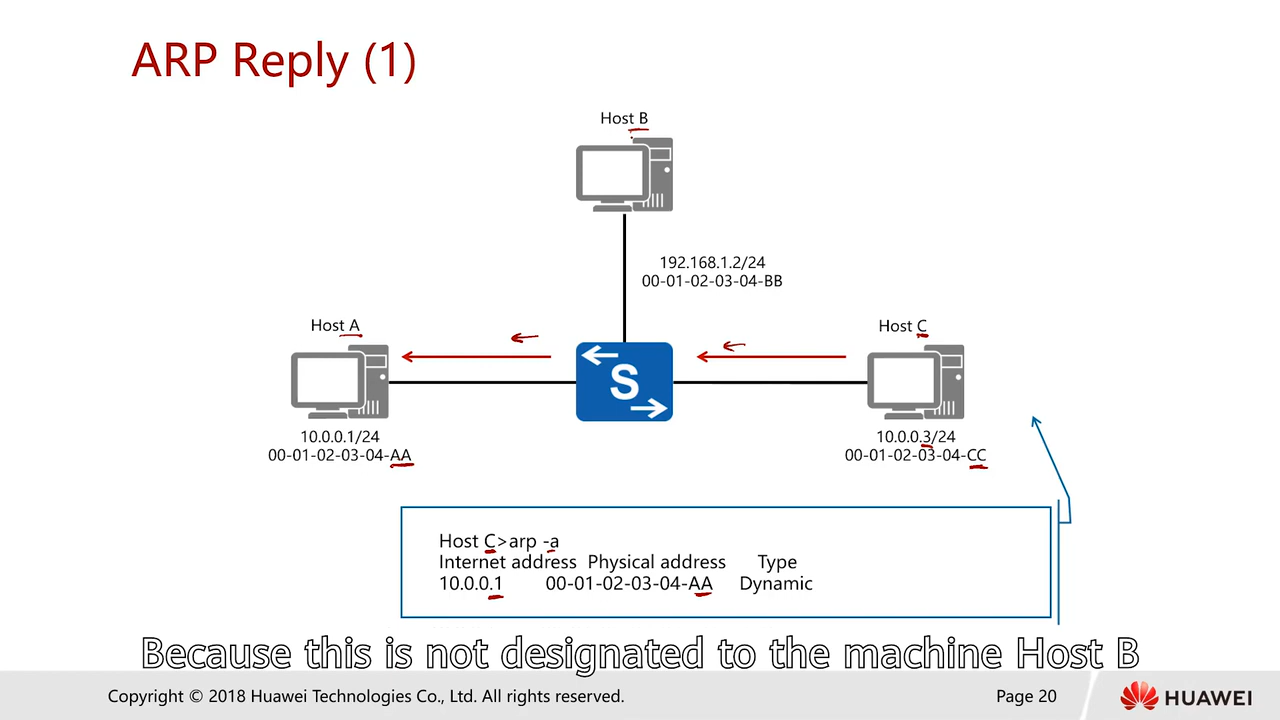 ARP Reply (1)
Host B
192.168.1.2/24
00-01-02-03-04-BB
Host A
Host C
S
10.0.0.1/24
00-01-02-03-04-AA
10.0.0.3/24
00-01-02-03-04-CC
Host C>arp -a
Internet address Physical address Type
10.0.0.1 00-01-02-03-04-AA Dynamic
Because this is not designated to the machine Host B
Copyright © 2018 Huawei Technologies Co., Ltd. All rights reserved.
Page 20
HUAWEI